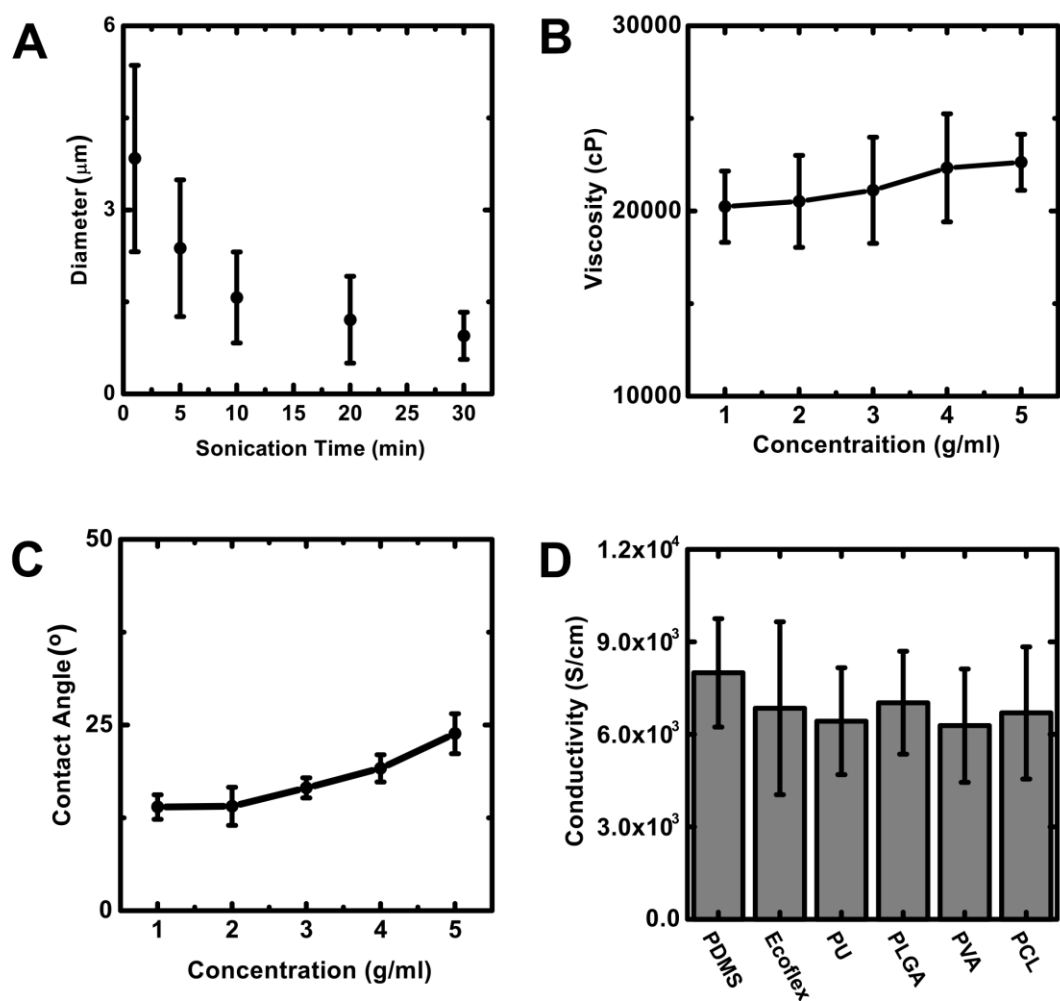 A
6
3
0
Diameter (μm)
0 5 10 15 20 25 30
Sonication Time (min)
B
30000
20000
10000
Viscosity (cP)
1 2 3 4 5
Concentraition (g/ml)
C
50
25
0
Contact Angle (º)
1 2 3 4 5
Concentration (g/ml)
D
1.2x10⁴
9.0x10³
6.0x10³
3.0x10³
0.0
Conductivity (S/cm)
PDMS Ecoflex PU PLGA PVA PCL